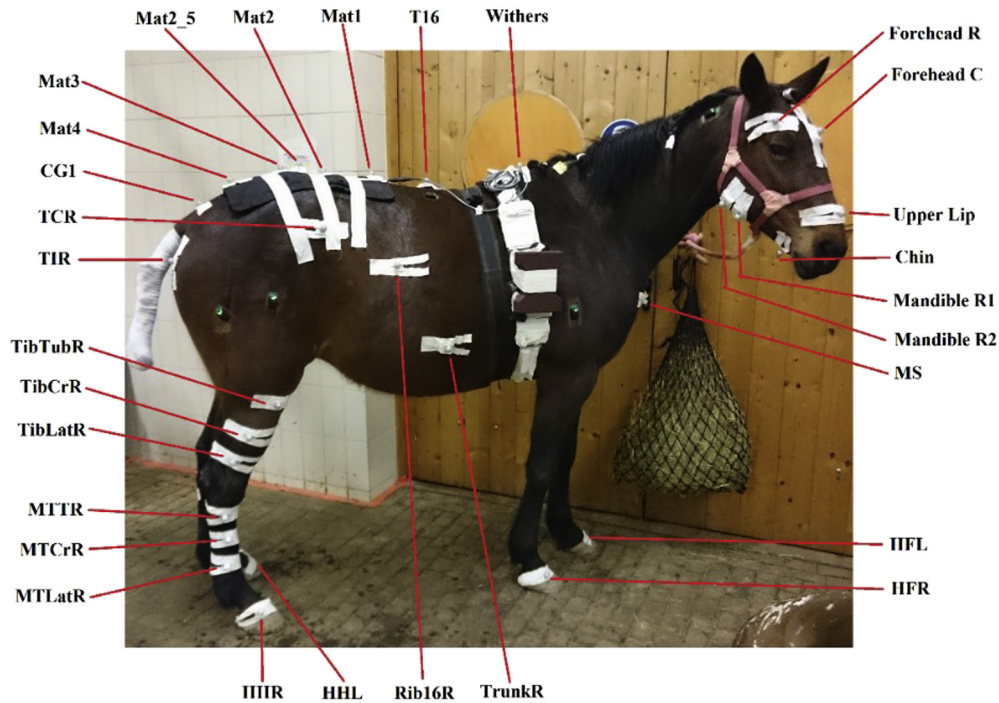 Mat2_5
Mat2
Mat1
T16
Withers
Forehead R
Forehead C
Mat3
Mat4
CG1
TCR
TIR
Upper Lip
Chin
Mandible R1
Mandible R2
MS
TibTubR
TibCrR
TibLatR
MTTR
MTCrR
MTLatR
HFL
HFR
HHR
HHL
Rib16R
TrunkR